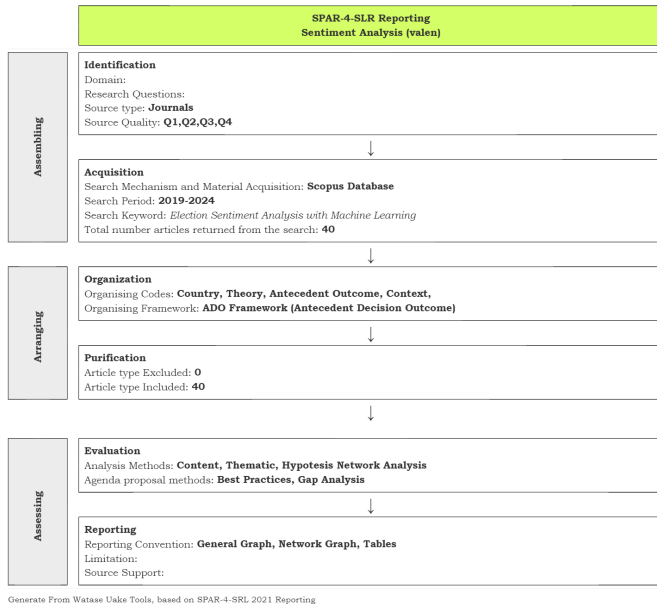 SPAR-4-SLR Reporting
Sentiment Analysis (valen)
Assembling
Identification
Domain:
Research Questions:
Source type: Journals
Source Quality: Q1,Q2,Q3,Q4
↓
Acquisition
Search Mechanism and Material Acquisition: Scopus Database
Search Period: 2019-2024
Search Keyword: Election Sentiment Analysis with Machine Learning
Total number articles returned from the search: 40
↓
Arranging
Organization
Organising Codes: Country, Theory, Antecedent Outcome, Context,
Organising Framework: ADO Framework (Antecedent Decision Outcome)
↓
Purification
Article type Excluded: 0
Article type Included: 40
↓
Assessing
Evaluation
Analysis Methods: Content, Thematic, Hypotesis Network Analysis
Agenda proposal methods: Best Practices, Gap Analysis
↓
Reporting
Reporting Convention: General Graph, Network Graph, Tables
Limitation:
Source Support:
Generate From Watase Uake Tools, based on SPAR-4-SRL 2021 Reporting